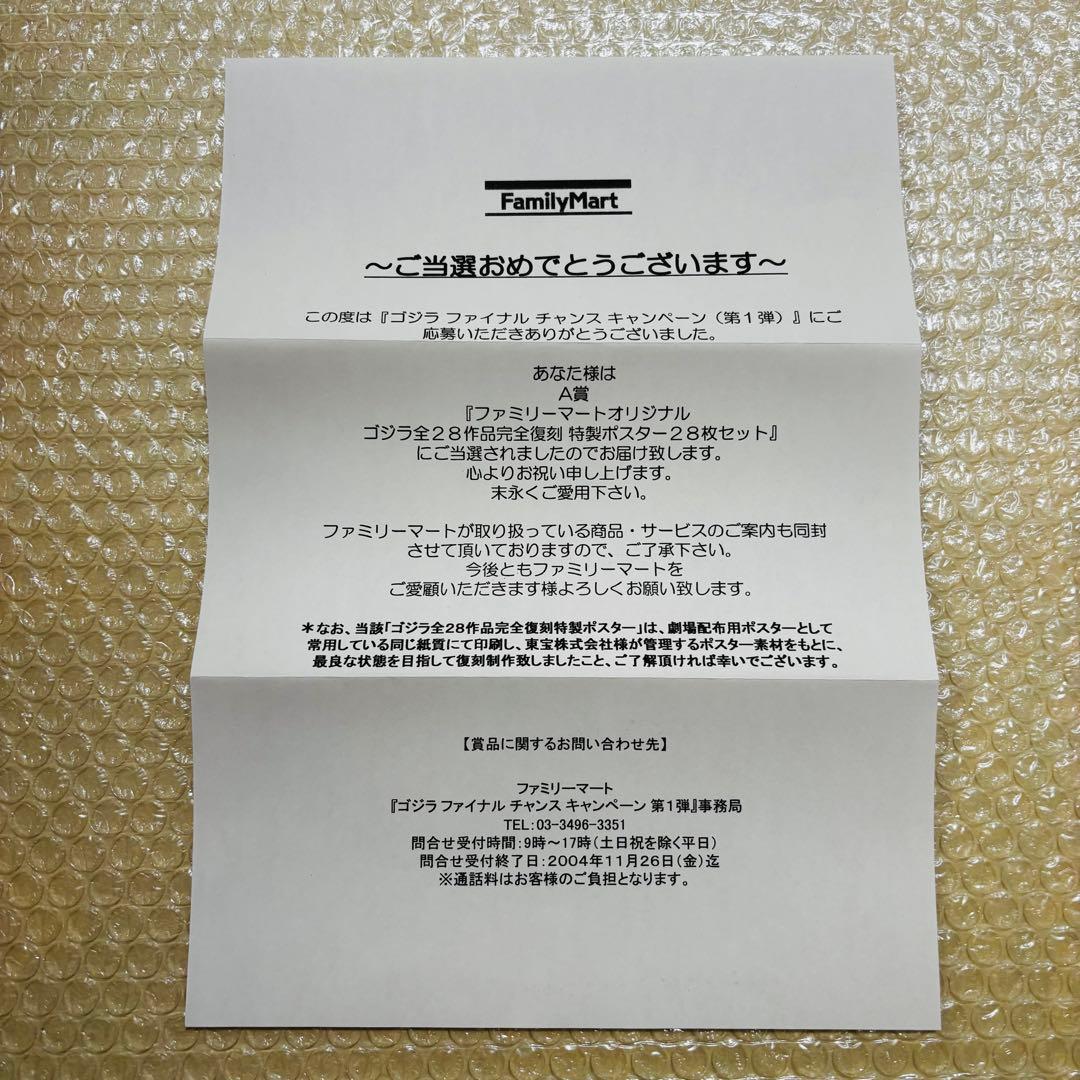 FamilyMart
～ご当選おめでとうございます～
この度は『ゴジラ ファイナル チャンス キャンペーン（第１弾）』にご
応募いただきありがとうございました。
あなた様は
Ａ賞
『ファミリーマートオリジナル
ゴジラ全２８作品完全復刻 特製ポスター２８枚セット』
にご当選されましたのでお届け致します。
心よりお祝い申し上げます。
末永くご愛用下さい。
ファミリーマートが取り扱っている商品・サービスのご案内も同封
させて頂いておりますので、ご了承下さい。
今後ともファミリーマートを
ご愛顧いただきます様よろしくお願い致します。
＊なお、当該「ゴジラ全28作品完全復刻特製ポスター」は、劇場配布用ポスターとして
常用している同じ紙質にて印刷し、東宝株式会社様が管理するポスター素材をもとに、
最良な状態を目指して復刻制作致しましたこと、ご了解頂ければ幸いでございます。
【賞品に関するお問い合わせ先】
ファミリーマート
『ゴジラ ファイナル チャンス キャンペーン 第１弾』事務局
TEL：03-3496-3351
問合せ受付時間：9時～17時（土日祝を除く平日）
問合せ受付終了日：2004年11月26日（金）迄
※通話料はお客様のご負担となります。